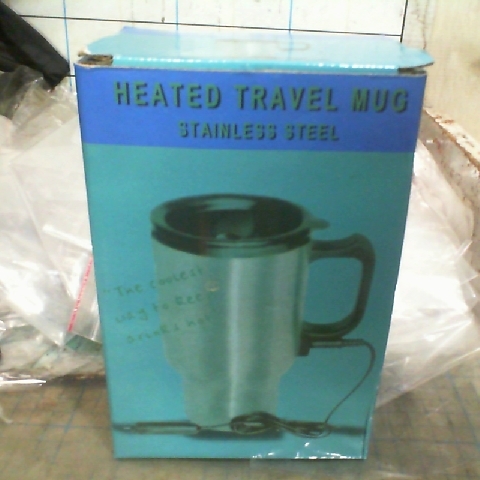 HEATED TRAVEL MUG
STAINLESS STEEL
"The coolest
way to keep
drinks hot"